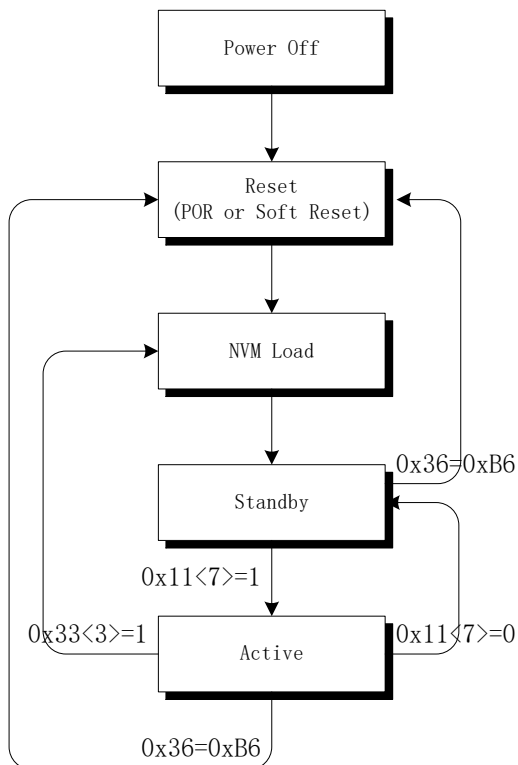 Power Off
Reset
(POR or Soft Reset)
NVM Load
0x36=0xB6
Standby
0x11<7>=1
0x33<3>=1
Active
0x11<7>=0
0x36=0xB6